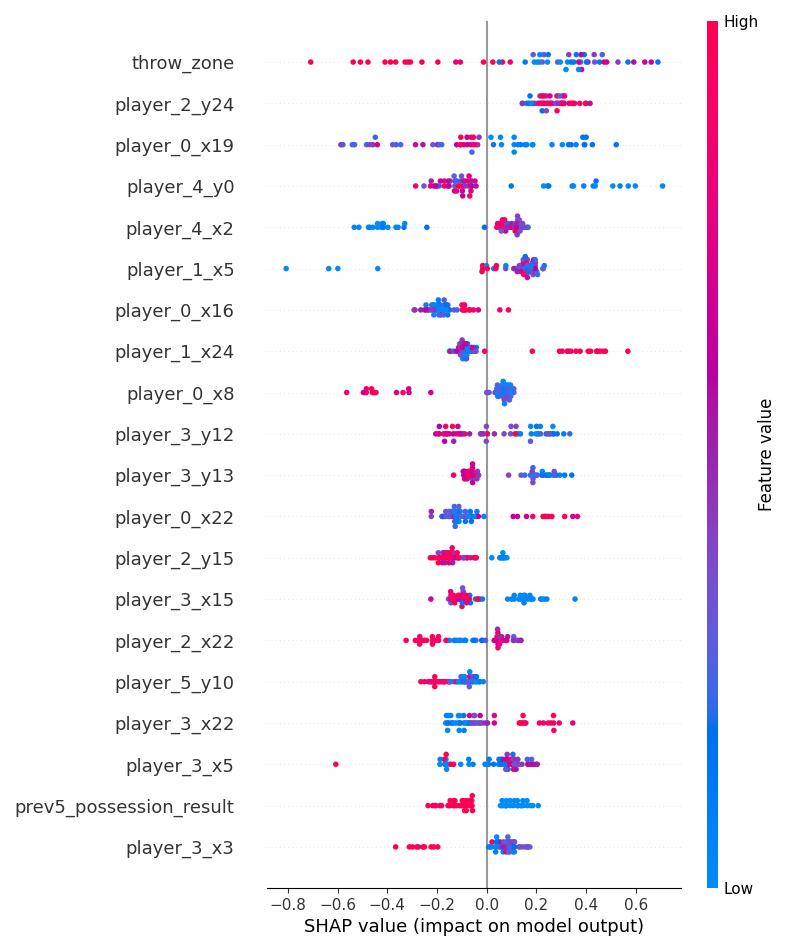 High
throw_zone
player_2_y24
player_0_x19
player_4_y0
player_4_x2
player_1_x5
player_0_x16
player_1_x24
player_0_x8
player_3_y12
player_3_y13
player_0_x22
player_2_y15
player_3_x15
player_2_x22
player_5_y10
player_3_x22
player_3_x5
prev5_possession_result
player_3_x3
Feature value
Low
−0.8 −0.6 −0.4 −0.2 0.0 0.2 0.4 0.6
SHAP value (impact on model output)